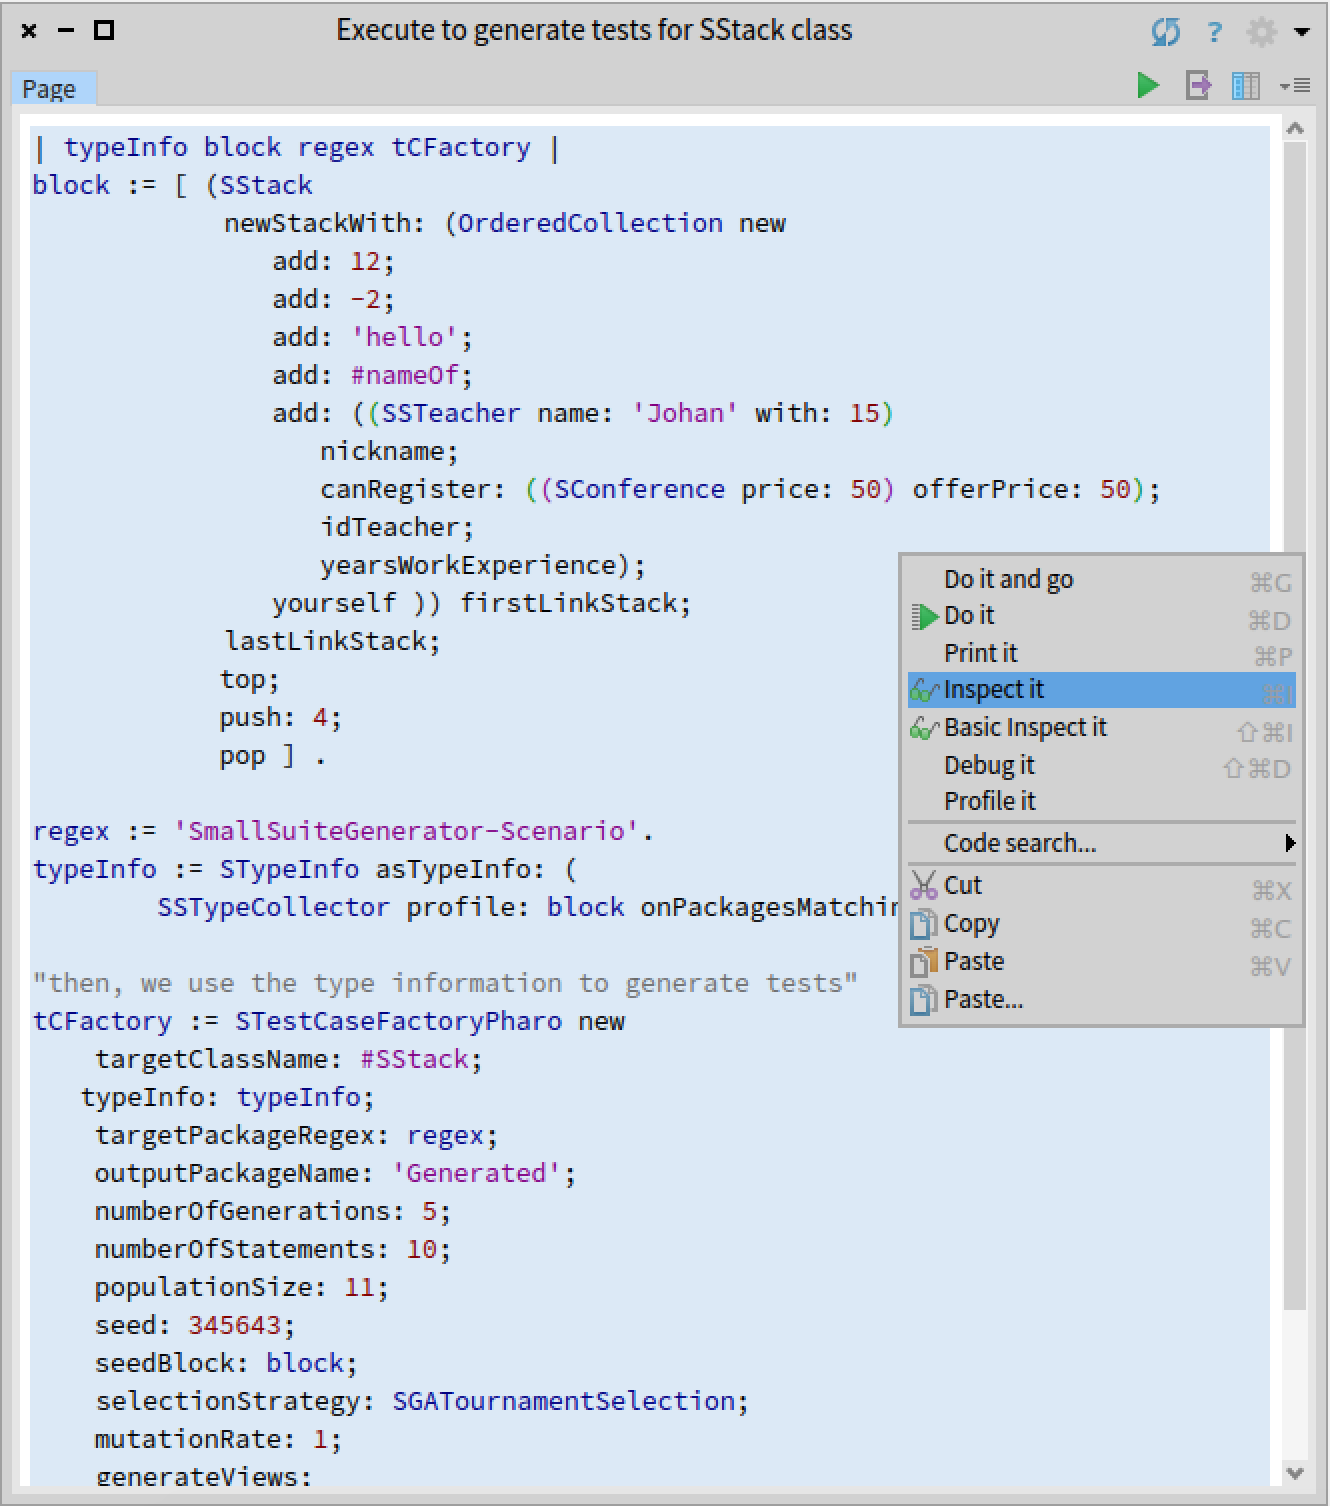 Execute to generate tests for SStack class
?
Page
| typeInfo block regex tCFactory |
block := [ (SStack
newStackWith: (OrderedCollection new
add: 12;
add: -2;
add: 'hello';
add: #nameOf;
add: ((SSTeacher name: 'Johan' with: 15)
nickname;
canRegister: ((SConference price: 50) offerPrice: 50);
idTeacher;
yearsWorkExperience);
yourself )) firstLinkStack;
lastLinkStack;
top;
push: 4;
pop ] .
regex := 'SmallSuiteGenerator-Scenario'.
typeInfo := STypeInfo asTypeInfo: (
SSTypeCollector profile: block
"then, we use the type information to generate tests"
tCFactory := STestCaseFactoryPharo new
targetClassName: #SStack;
typeInfo: typeInfo;
targetPackageRegex: regex;
outputPackageName: 'Generated';
numberOfGenerations: 5;
numberOfStatements: 10;
populationSize: 11;
seed: 345643;
seedBlock: block;
selectionStrategy: SGATournamentSelection;
mutationRate: 1;
generateViews:
Do it and go ⌘G
Do it ⌘D
Print it ⌘P
Inspect it ⌘I
Basic Inspect it ⇧⌘I
Debug it ⇧⌘D
Profile it
Code search...
Cut ⌘X
Copy ⌘C
Paste ⌘V
Paste...